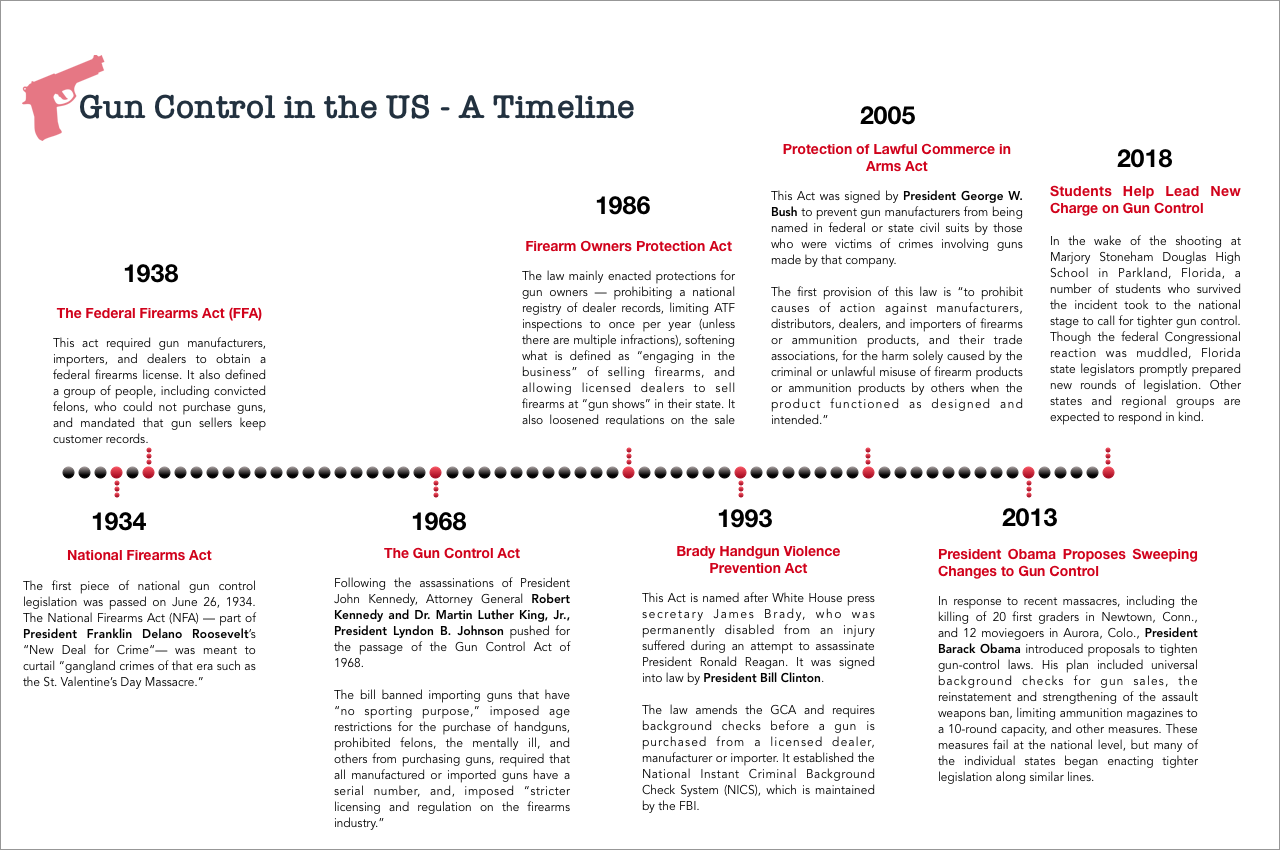 Gun Control in the US - A Timeline
1938
The Federal Firearms Act (FFA)
This act required gun manufacturers,
importers, and dealers to obtain a
federal firearms license. It also defined
a group of people, including convicted
felons, who could not purchase guns,
and mandated that gun sellers keep
customer records.
1986
Firearm Owners Protection Act
The law mainly enacted protections for
gun owners — prohibiting a national
registry of dealer records, limiting ATF
inspections to once per year (unless
there are multiple infractions), softening
what is defined as “engaging in the
business” of selling firearms, and
allowing licensed dealers to sell
firearms at “gun shows” in their state. It
also loosened regulations on the sale
2005
Protection of Lawful Commerce in
Arms Act
This Act was signed by President George W.
Bush to prevent gun manufacturers from being
named in federal or state civil suits by those
who were victims of crimes involving guns
made by that company.
The first provision of this law is “to prohibit
causes of action against manufacturers,
distributors, dealers, and importers of firearms
or ammunition products, and their trade
associations, for the harm solely caused by the
criminal or unlawful misuse of firearm products
or ammunition products by others when the
product functioned as designed and
intended.”
2018
Students Help Lead New
Charge on Gun Control
In the wake of the shooting at
Marjory Stoneham Douglas High
School in Parkland, Florida, a
number of students who survived
the incident took to the national
stage to call for tighter gun control.
Though the federal Congressional
reaction was muddled, Florida
state legislators promptly prepared
new rounds of legislation. Other
states and regional groups are
expected to respond in kind.
1934
National Firearms Act
The first piece of national gun control
legislation was passed on June 26, 1934.
The National Firearms Act (NFA) — part of
President Franklin Delano Roosevelt’s
“New Deal for Crime“— was meant to
curtail “gangland crimes of that era such as
the St. Valentine’s Day Massacre.”
1968
The Gun Control Act
Following the assassinations of President
John Kennedy, Attorney General Robert
Kennedy and Dr. Martin Luther King, Jr.,
President Lyndon B. Johnson pushed for
the passage of the Gun Control Act of
1968.
The bill banned importing guns that have
“no sporting purpose,” imposed age
restrictions for the purchase of handguns,
prohibited felons, the mentally ill, and
others from purchasing guns, required that
all manufactured or imported guns have a
serial number, and, imposed “stricter
licensing and regulation on the firearms
industry.”
1993
Brady Handgun Violence
Prevention Act
This Act is named after White House press
secretary James Brady, who was
permanently disabled from an injury
suffered during an attempt to assassinate
President Ronald Reagan. It was signed
into law by President Bill Clinton.
The law amends the GCA and requires
background checks before a gun is
purchased from a licensed dealer,
manufacturer or importer. It established the
National Instant Criminal Background
Check System (NICS), which is maintained
by the FBI.
2013
President Obama Proposes Sweeping
Changes to Gun Control
In response to recent massacres, including the
killing of 20 first graders in Newtown, Conn.,
and 12 moviegoers in Aurora, Colo., President
Barack Obama introduced proposals to tighten
gun-control laws. His plan included universal
background checks for gun sales, the
reinstatement and strengthening of the assault
weapons ban, limiting ammunition magazines to
a 10-round capacity, and other measures. These
measures fail at the national level, but many of
the individual states began enacting tighter
legislation along similar lines.